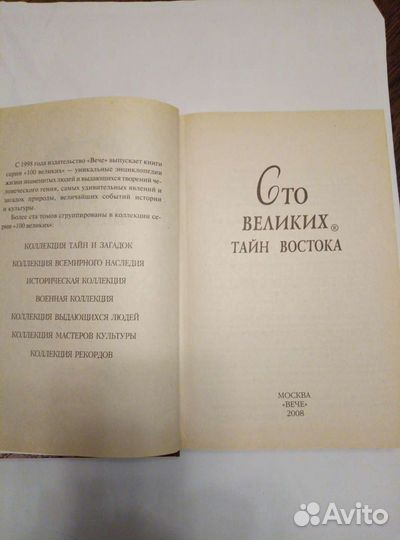 С 1998 года издательство «Вече» выпускает книги
серии «100 великих» — уникальные энциклопедии
жизни знаменитых людей и выдающихся творений че-
ловеческого гения, самых удивительных явлений и
загадок природы, величайших событий истории
и культуры.
Более ста томов сгруппированы в коллекции се-
рии «100 великих»:
КОЛЛЕКЦИЯ ТАЙН И ЗАГАДОК
КОЛЛЕКЦИЯ ВСЕМИРНОГО НАСЛЕДИЯ
ИСТОРИЧЕСКАЯ КОЛЛЕКЦИЯ
ВОЕННАЯ КОЛЛЕКЦИЯ
КОЛЛЕКЦИЯ ВЫДАЮЩИХСЯ ЛЮДЕЙ
КОЛЛЕКЦИЯ МАСТЕРОВ КУЛЬТУРЫ
КОЛЛЕКЦИЯ РЕКОРДОВ
Сто
ВЕЛИКИХ®
ТАЙН ВОСТОКА
МОСКВА
«ВЕЧЕ»
2008
Avito